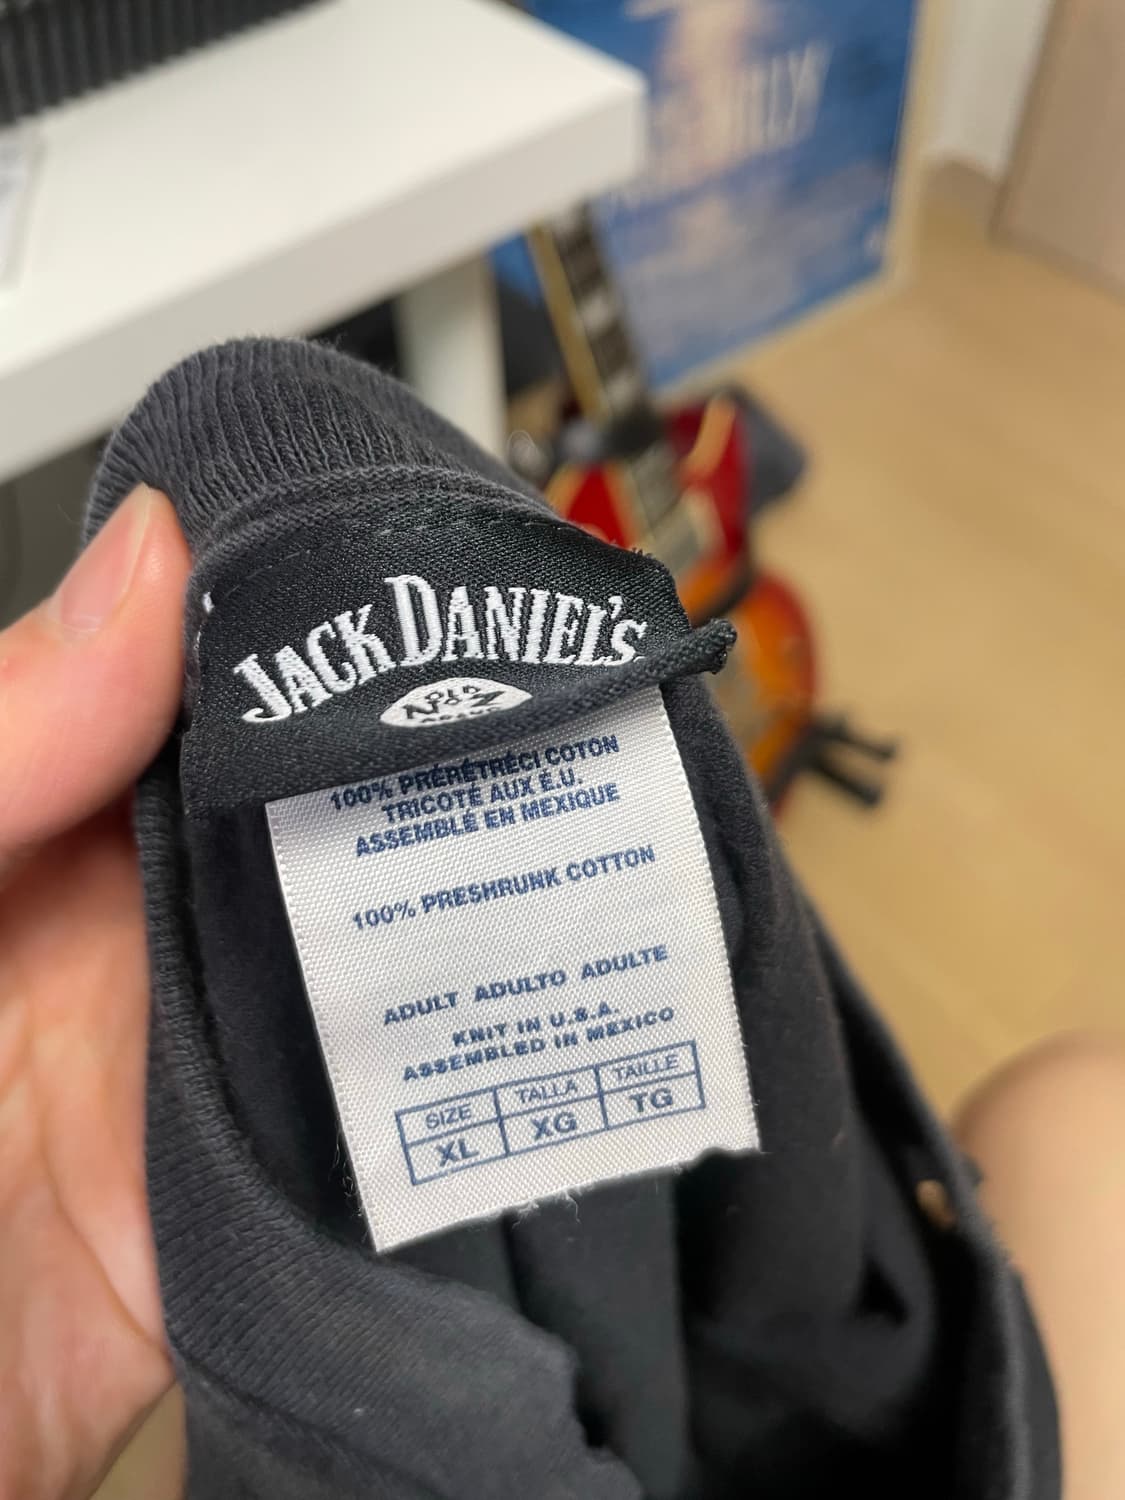 JACK DANIEL'S
100% PRÉRÉTRÉCI COTON
TRICOTÉ AUX É.U.
ASSEMBLÉ EN MEXIQUE
100% PRESHRUNK COTTON
ADULT ADULTO ADULTE
KNIT IN U.S.A.
ASSEMBLED IN MEXICO
SIZE TALLA TAILLE
XL XG TG